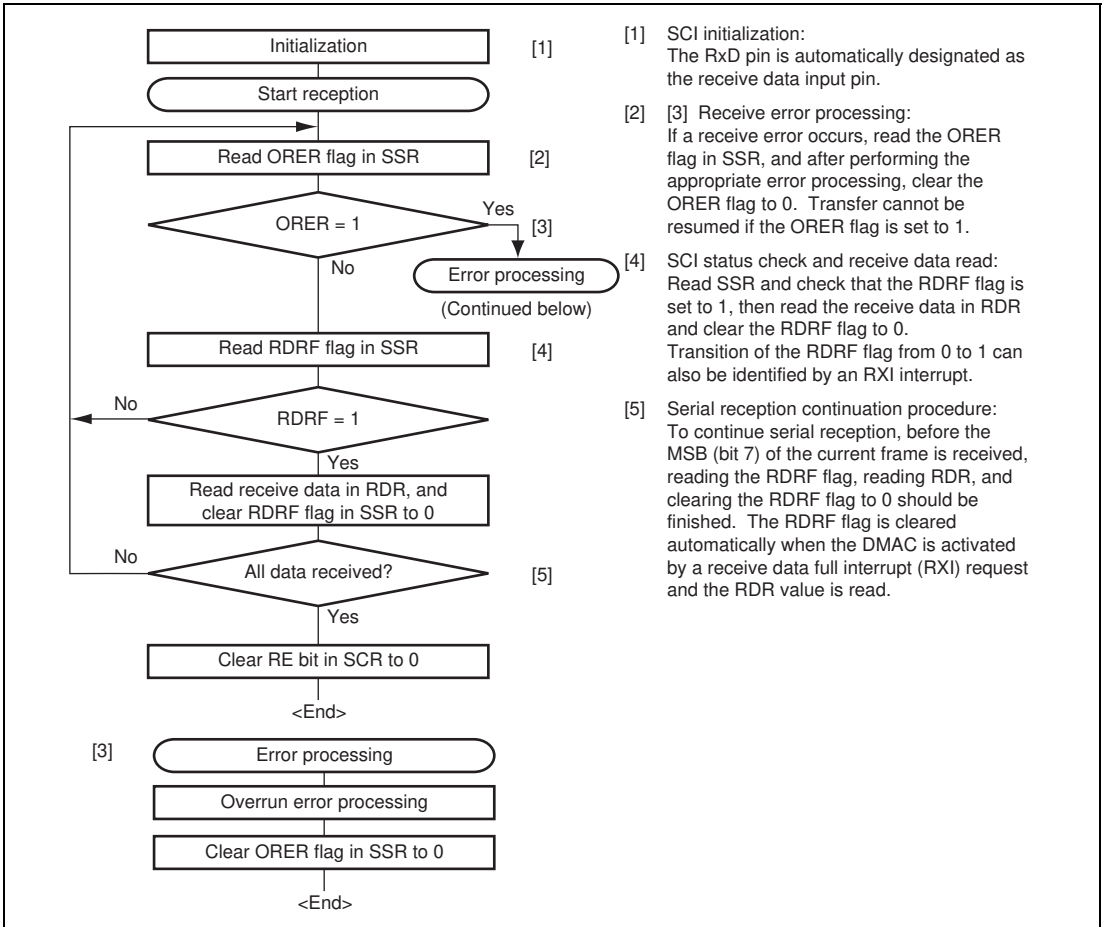 Initialization
[1]
Start reception
Read ORER flag in SSR
[2]
ORER = 1
Yes
[3]
No
Error processing
(Continued below)
Read RDRF flag in SSR
[4]
No
RDRF = 1
Yes
Read receive data in RDR, and
clear RDRF flag in SSR to 0
No
All data received?
[5]
Yes
Clear RE bit in SCR to 0
<End>
[3]
Error processing
Overrun error processing
Clear ORER flag in SSR to 0
<End>
[1] SCI initialization:
The RxD pin is automatically designated as
the receive data input pin.
[2] [3] Receive error processing:
If a receive error occurs, read the ORER
flag in SSR, and after performing the
appropriate error processing, clear the
ORER flag to 0. Transfer cannot be
resumed if the ORER flag is set to 1.
[4] SCI status check and receive data read:
Read SSR and check that the RDRF flag is
set to 1, then read the receive data in RDR
and clear the RDRF flag to 0.
Transition of the RDRF flag from 0 to 1 can
also be identified by an RXI interrupt.
[5] Serial reception continuation procedure:
To continue serial reception, before the
MSB (bit 7) of the current frame is received,
reading the RDRF flag, reading RDR, and
clearing the RDRF flag to 0 should be
finished. The RDRF flag is cleared
automatically when the DMAC is activated
by a receive data full interrupt (RXI) request
and the RDR value is read.